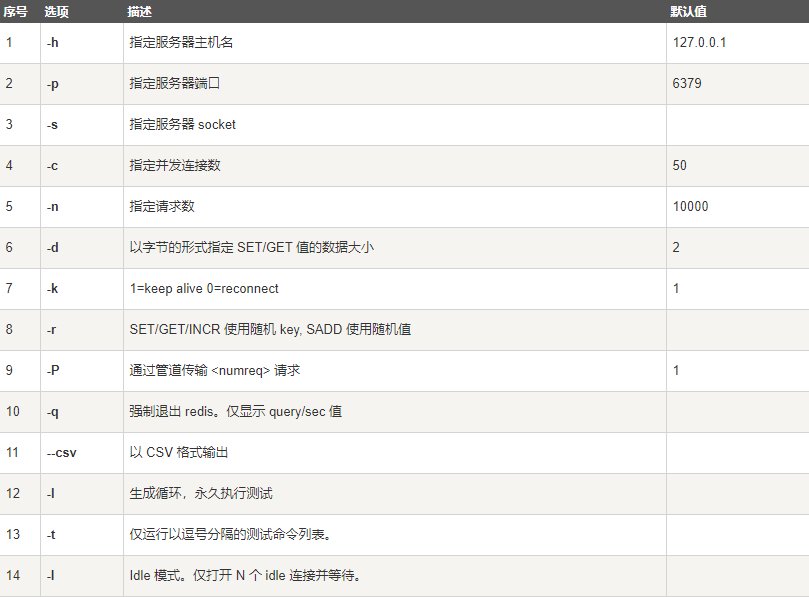 序号 选项 描述 默认值
1 -h 指定服务器主机名 127.0.0.1
2 -p 指定服务器端口 6379
3 -s 指定服务器 socket
4 -c 指定并发连接数 50
5 -n 指定请求数 10000
6 -d 以字节的形式指定 SET/GET 值的数据大小 2
7 -k 1=keep alive 0=reconnect 1
8 -r SET/GET/INCR 使用随机 key, SADD 使用随机值
9 -P 通过管道传输 <numreq> 请求 1
10 -q 强制退出 redis。仅显示 query/sec 值
11 --csv 以 CSV 格式输出
12 -l 生成循环，永久执行测试
13 -t 仅运行以逗号分隔的测试命令列表。
14 -I Idle 模式。仅打开 N 个 idle 连接并等待。